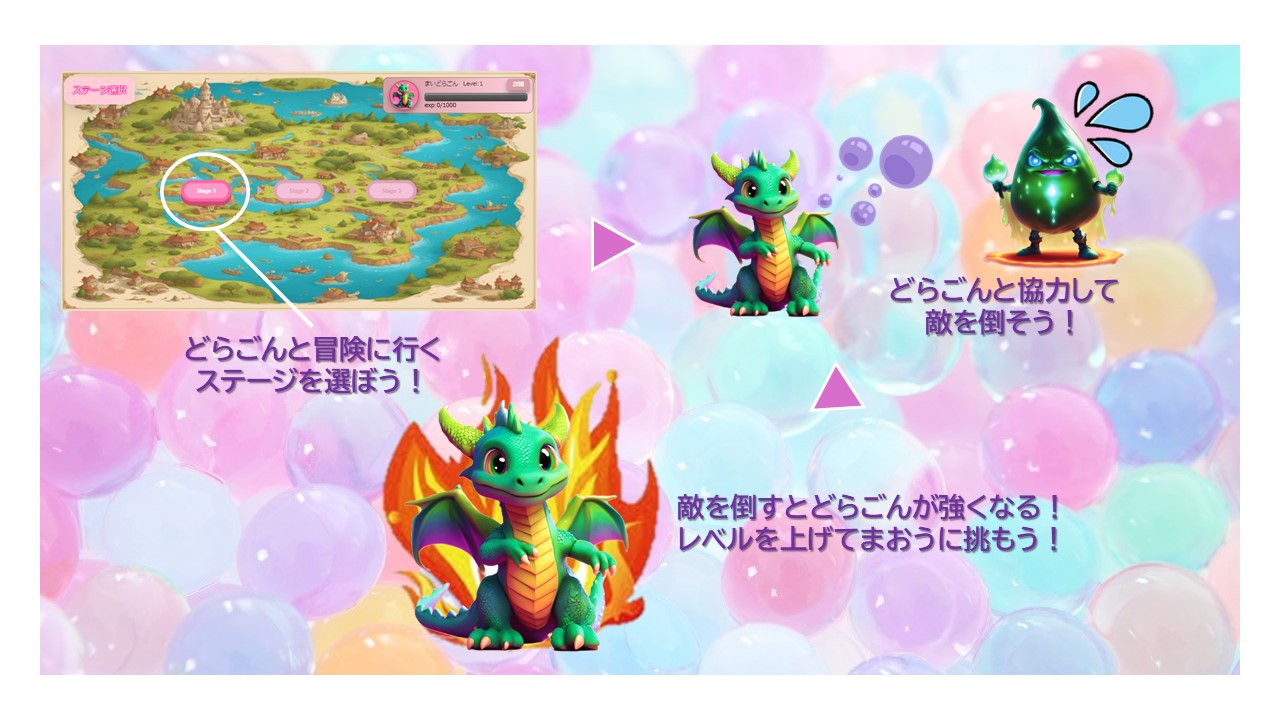 ステージ選択
まいどらごん Level:1
詳細
exp:0/1000
Stage 1
Stage 2
Stage 3
どらごんと冒険に行く
ステージを選ぼう！
どらごんと協力して
敵を倒そう！
敵を倒すとどらごんが強くなる！
レベルを上げてまおうに挑もう！